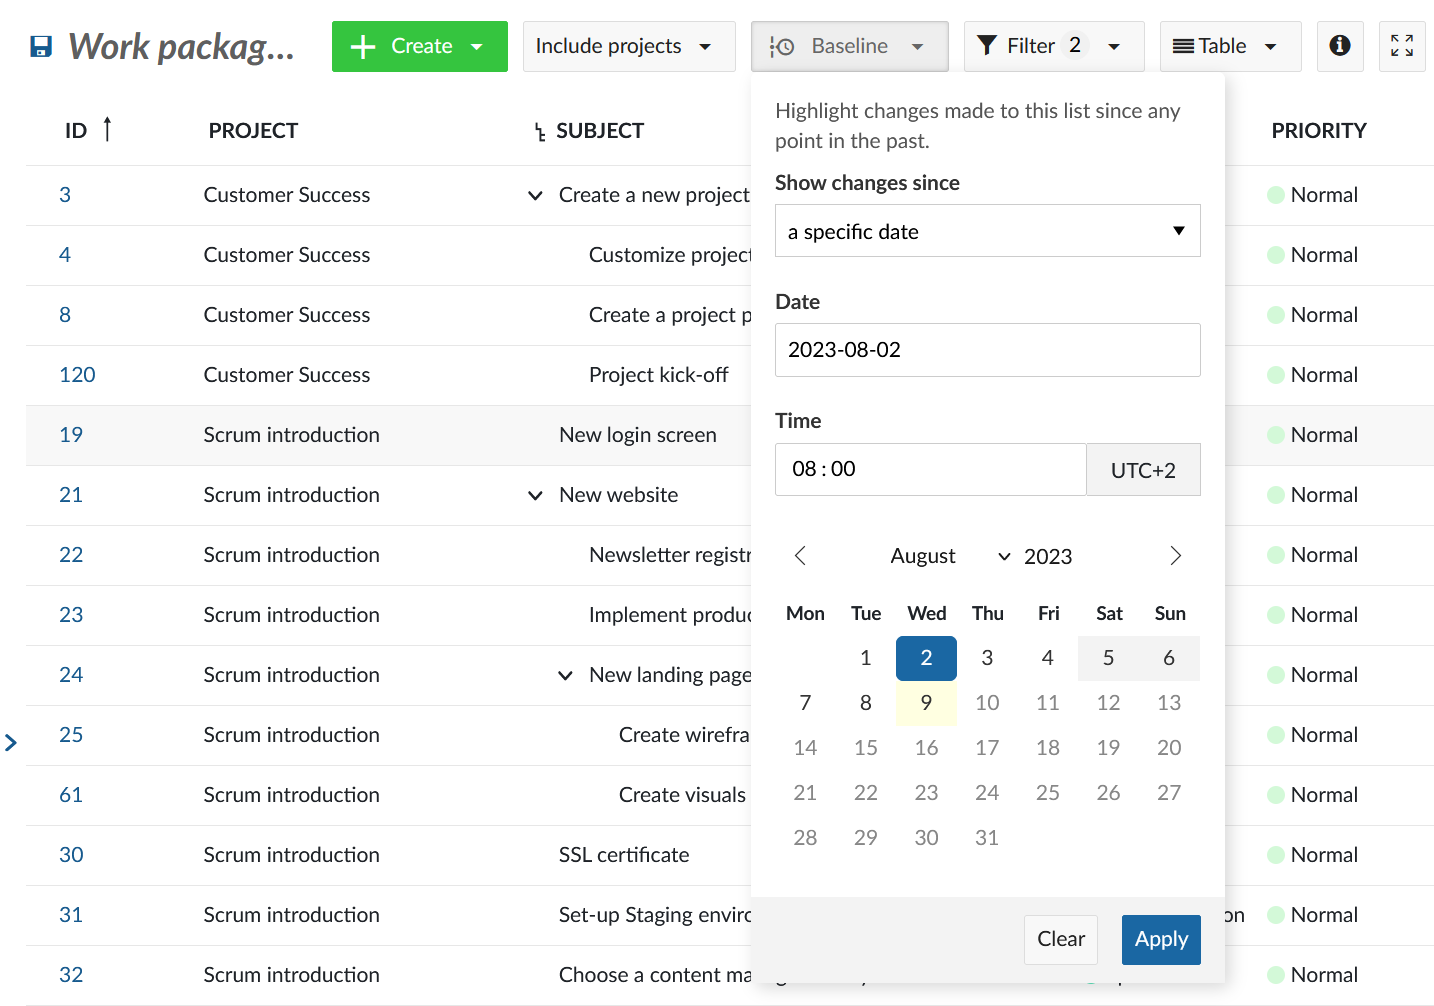 Work packag...
Create
Include projects
Baseline
Filter 2
Table
ID PROJECT SUBJECT PRIORITY
Highlight changes made to this list since any
point in the past.
Show changes since
a specific date
Date
2023-08-02
Time
08:00 UTC+2
August 2023
Mon Tue Wed Thu Fri Sat Sun
1 2 3 4 5 6
7 8 9 10 11 12 13
14 15 16 17 18 19 20
21 22 23 24 25 26 27
28 29 30 31
Clear Apply
3 Customer Success Create a new project Normal
4 Customer Success Customize project Normal
8 Customer Success Create a project p Normal
120 Customer Success Project kick-off Normal
19 Scrum introduction New login screen Normal
21 Scrum introduction New website Normal
22 Scrum introduction Newsletter registr Normal
23 Scrum introduction Implement produc Normal
24 Scrum introduction New landing page Normal
25 Scrum introduction Create wirefra Normal
61 Scrum introduction Create visuals Normal
30 Scrum introduction SSL certificate Normal
31 Scrum introduction Set-up Staging enviro on Normal
32 Scrum introduction Choose a content ma Normal